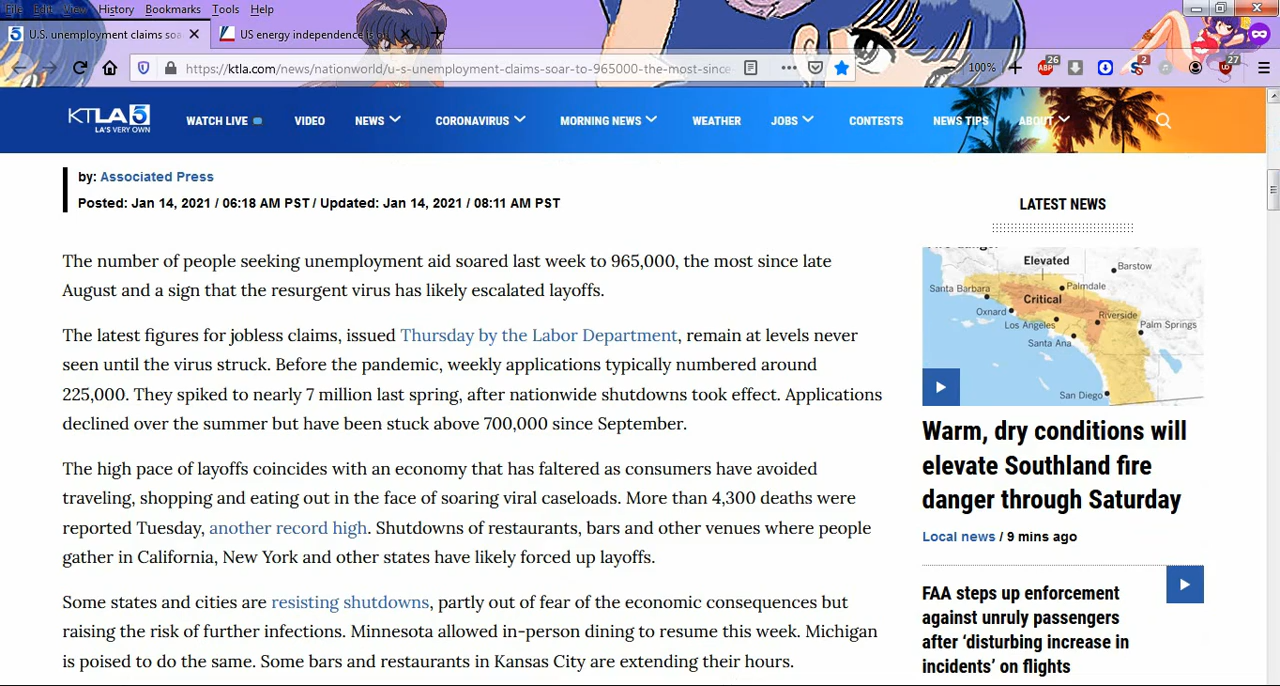 File Edit View History Bookmarks Tools Help
U.S. unemployment claims soa
US energy independence is
https://ktla.com/news/nationworld/u-s-unemployment-claims-soar-to-965000-the-most-since-
100%
26
2
27
KTLA 5
LA'S VERY OWN
WATCH LIVE
VIDEO
NEWS
CORONAVIRUS
MORNING NEWS
WEATHER
JOBS
CONTESTS
NEWS TIPS
ABOUT
by: Associated Press
Posted: Jan 14, 2021 / 06:18 AM PST / Updated: Jan 14, 2021 / 08:11 AM PST
The number of people seeking unemployment aid soared last week to 965,000, the most since late
August and a sign that the resurgent virus has likely escalated layoffs.
The latest figures for jobless claims, issued Thursday by the Labor Department, remain at levels never
seen until the virus struck. Before the pandemic, weekly applications typically numbered around
225,000. They spiked to nearly 7 million last spring, after nationwide shutdowns took effect. Applications
declined over the summer but have been stuck above 700,000 since September.
The high pace of layoffs coincides with an economy that has faltered as consumers have avoided
traveling, shopping and eating out in the face of soaring viral caseloads. More than 4,300 deaths were
reported Tuesday, another record high. Shutdowns of restaurants, bars and other venues where people
gather in California, New York and other states have likely forced up layoffs.
Some states and cities are resisting shutdowns, partly out of fear of the economic consequences but
raising the risk of further infections. Minnesota allowed in-person dining to resume this week. Michigan
is poised to do the same. Some bars and restaurants in Kansas City are extending their hours.
LATEST NEWS
Elevated
Barstow
Santa Barbara
Palmdale
Critical
Oxnard
Riverside
Los Angeles
Palm Springs
Santa Ana
San Diego
Warm, dry conditions will
elevate Southland fire
danger through Saturday
Local news / 9 mins ago
FAA steps up enforcement
against unruly passengers
after ‘disturbing increase in
incidents’ on flights